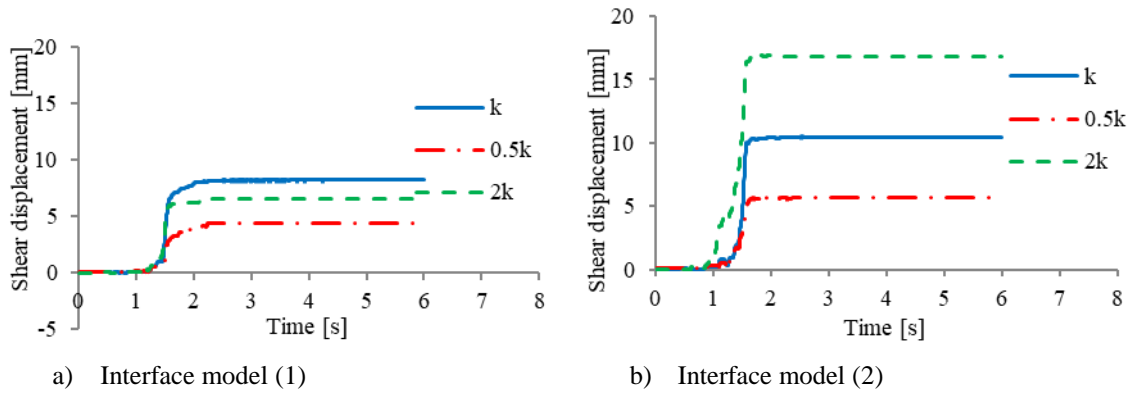 20
15
10
5
0
-5
Shear displacement [mm]
0 1 2 3 4 5 6 7 8
Time [s]
k
0.5k
2k
a) Interface model (1)
20
15
10
5
0
Shear displacement [mm]
0 1 2 3 4 5 6 7 8
Time [s]
k
0.5k
2k
b) Interface model (2)